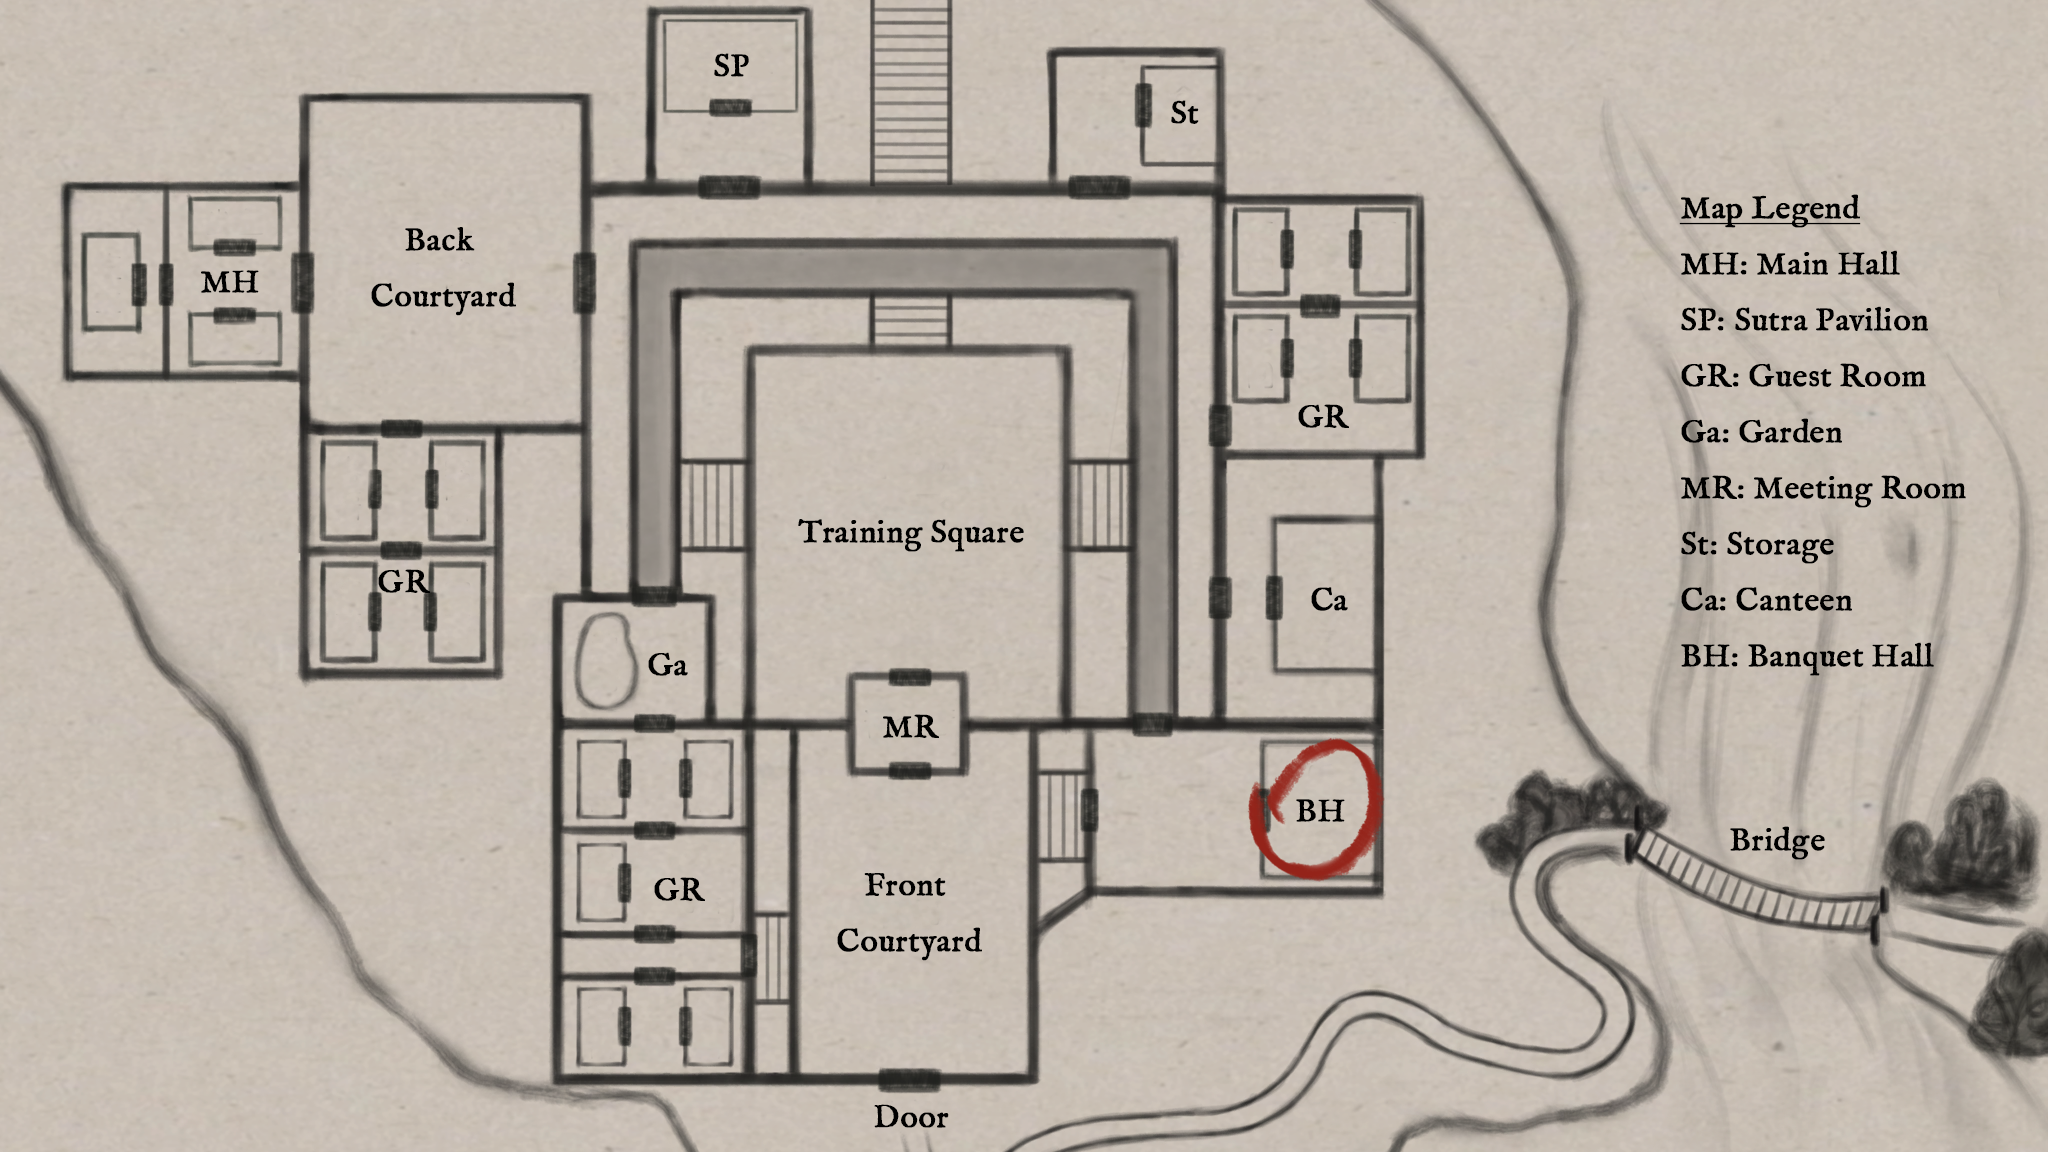 SP
St
Back
Courtyard
MH
GR
GR
Training Square
Ca
Ga
MR
GR
BH
Front
Courtyard
Door
Bridge
Map Legend
MH: Main Hall
SP: Sutra Pavilion
GR: Guest Room
Ga: Garden
MR: Meeting Room
St: Storage
Ca: Canteen
BH: Banquet Hall